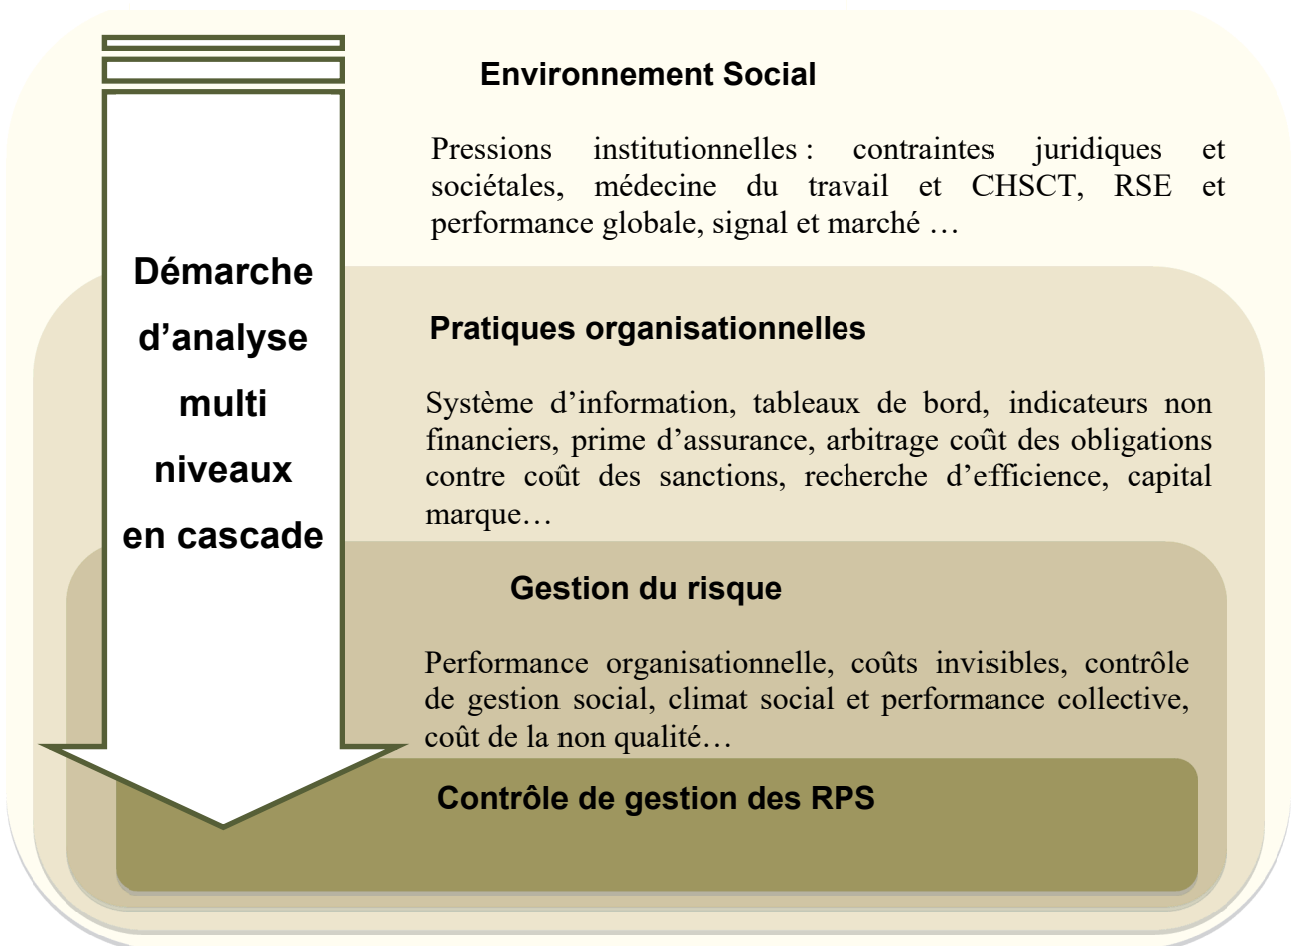 Environnement Social
Pressions institutionnelles : contraintes juridiques et
sociétales, médecine du travail et CHSCT, RSE et
performance globale, signal et marché …
Démarche
d’analyse
multi
niveaux
en cascade
Pratiques organisationnelles
Système d’information, tableaux de bord, indicateurs non
financiers, prime d’assurance, arbitrage coût des obligations
contre coût des sanctions, recherche d’efficience, capital
marque…
Gestion du risque
Performance organisationnelle, coûts invisibles, contrôle
de gestion social, climat social et performance collective,
coût de la non qualité…
Contrôle de gestion des RPS